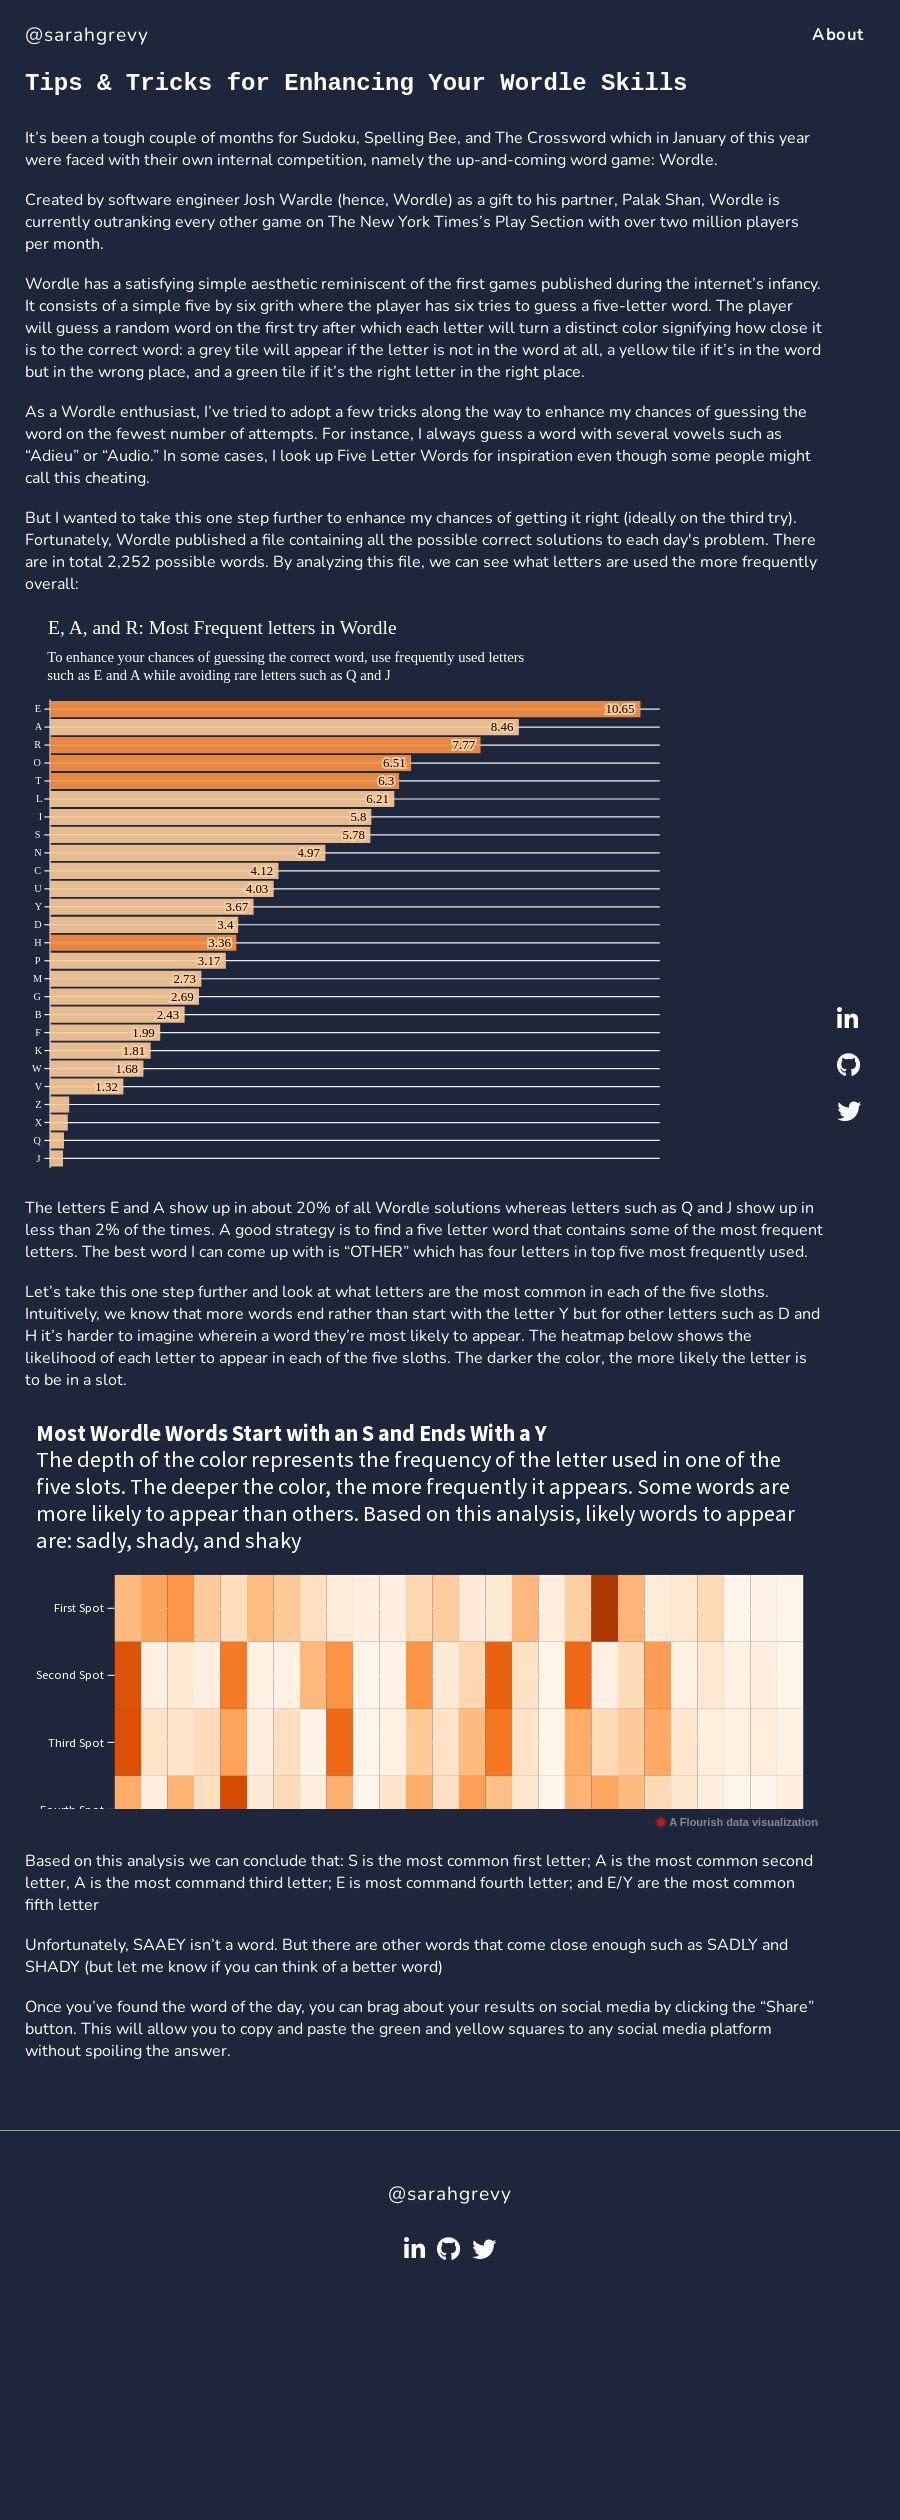 @sarahgrevy
About
Tips & Tricks for Enhancing Your Wordle Skills
It’s been a tough couple of months for Sudoku, Spelling Bee, and The Crossword which in January of this year
were faced with their own internal competition, namely the up-and-coming word game: Wordle.
Created by software engineer Josh Wardle (hence, Wordle) as a gift to his partner, Palak Shan, Wordle is
currently outranking every other game on The New York Times’s Play Section with over two million players
per month.
Wordle has a satisfying simple aesthetic reminiscent of the first games published during the internet’s infancy.
It consists of a simple five by six grith where the player has six tries to guess a five-letter word. The player
will guess a random word on the first try after which each letter will turn a distinct color signifying how close it
is to the correct word: a grey tile will appear if the letter is not in the word at all, a yellow tile if it’s in the word
but in the wrong place, and a green tile if it’s the right letter in the right place.
As a Wordle enthusiast, I’ve tried to adopt a few tricks along the way to enhance my chances of guessing the
word on the fewest number of attempts. For instance, I always guess a word with several vowels such as
“Adieu” or “Audio.” In some cases, I look up Five Letter Words for inspiration even though some people might
call this cheating.
But I wanted to take this one step further to enhance my chances of getting it right (ideally on the third try).
Fortunately, Wordle published a file containing all the possible correct solutions to each day's problem. There
are in total 2,252 possible words. By analyzing this file, we can see what letters are used the more frequently
overall:
E, A, and R: Most Frequent letters in Wordle
To enhance your chances of guessing the correct word, use frequently used letters
such as E and A while avoiding rare letters such as Q and J
E 10.65
A 8.46
R 7.77
O 6.51
T 6.3
L 6.21
I 5.8
S 5.78
N 4.97
C 4.12
U 4.03
Y 3.67
D 3.4
H 3.36
P 3.17
M 2.73
G 2.69
B 2.43
F 1.99
K 1.81
W 1.68
V 1.32
Z
X
Q
J
The letters E and A show up in about 20% of all Wordle solutions whereas letters such as Q and J show up in
less than 2% of the times. A good strategy is to find a five letter word that contains some of the most frequent
letters. The best word I can come up with is “OTHER” which has four letters in top five most frequently used.
Let’s take this one step further and look at what letters are the most common in each of the five sloths.
Intuitively, we know that more words end rather than start with the letter Y but for other letters such as D and
H it’s harder to imagine wherein a word they’re most likely to appear. The heatmap below shows the
likelihood of each letter to appear in each of the five sloths. The darker the color, the more likely the letter is
to be in a slot.
Most Wordle Words Start with an S and Ends With a Y
The depth of the color represents the frequency of the letter used in one of the
five slots. The deeper the color, the more frequently it appears. Some words are
more likely to appear than others. Based on this analysis, likely words to appear
are: sadly, shady, and shaky
First Spot
Second Spot
Third Spot
Fourth Spot
A Flourish data visualization
Based on this analysis we can conclude that: S is the most common first letter; A is the most common second
letter, A is the most command third letter; E is most command fourth letter; and E/Y are the most common
fifth letter
Unfortunately, SAAEY isn’t a word. But there are other words that come close enough such as SADLY and
SHADY (but let me know if you can think of a better word)
Once you’ve found the word of the day, you can brag about your results on social media by clicking the “Share”
button. This will allow you to copy and paste the green and yellow squares to any social media platform
without spoiling the answer.
@sarahgrevy